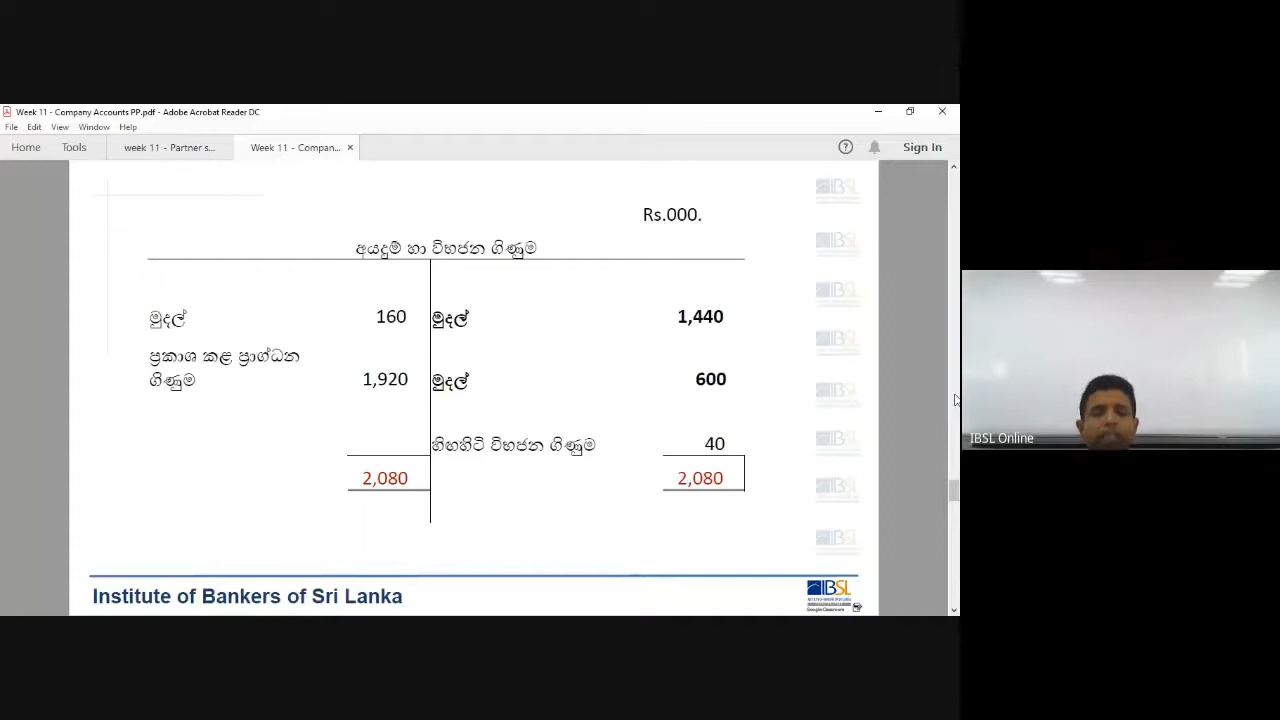 Week 11 - Company Accounts PP.pdf - Adobe Acrobat Reader DC
File Edit View Window Help
Home Tools week 11 - Partner s... Week 11 - Compan... × Sign In
Rs.000.
අයදුම් හා විභජන ගිණුම
මුදල් 160 මුදල් 1,440
ප්‍රකාශ කළ ප්‍රාග්ධන
ගිණුම 1,920 මුදල් 600
හිඟහිටි විභජන ගිණුම 40
2,080 2,080
Institute of Bankers of Sri Lanka
IBSL
Google Classroom
IBSL Online